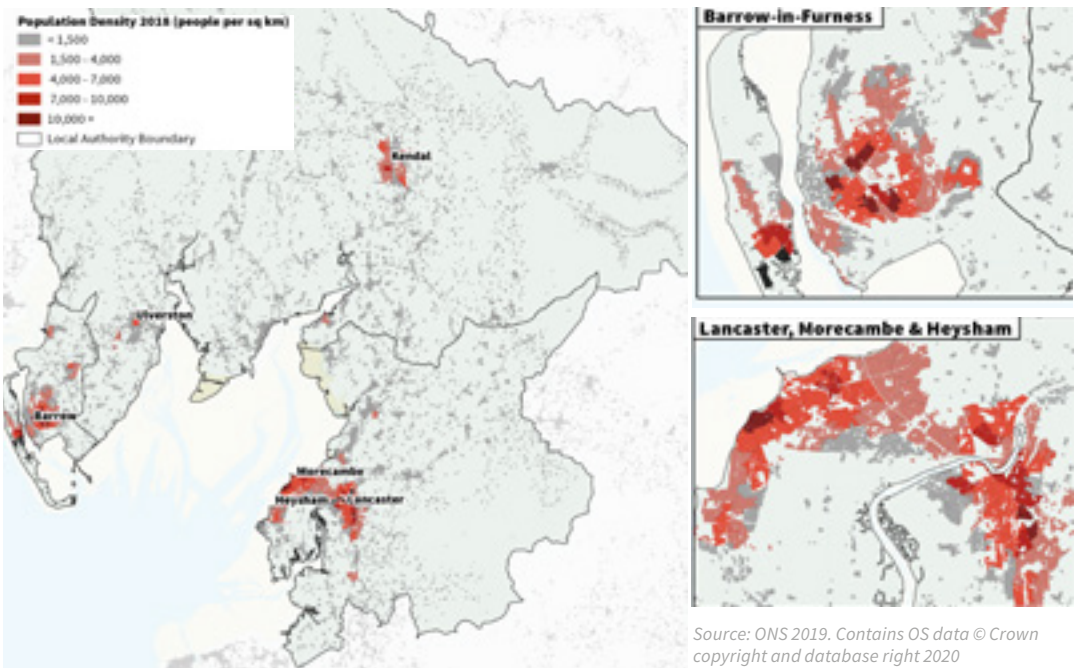 Population Density 2018 (people per sq km)
< 1,500
1,500 - 4,000
4,000 - 7,000
7,000 - 10,000
10,000 +
Local Authority Boundary
Kendal
Ulverston
Barrow
Morecambe
Heysham
Lancaster
Barrow-in-Furness
Lancaster, Morecambe & Heysham
Source: ONS 2019. Contains OS data © Crown
copyright and database right 2020